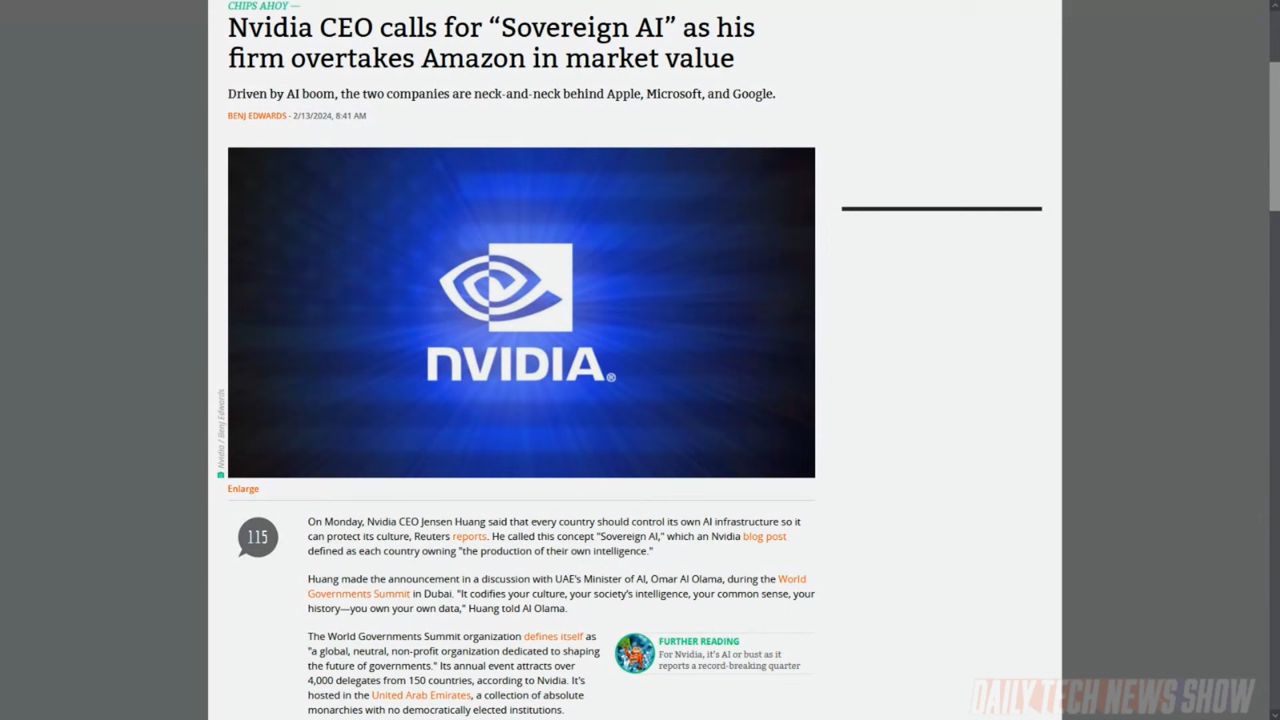 CHIPS AHOY —
Nvidia CEO calls for “Sovereign AI” as his
firm overtakes Amazon in market value
Driven by AI boom, the two companies are neck-and-neck behind Apple, Microsoft, and Google.
BENJ EDWARDS - 2/13/2024, 8:41 AM
NVIDIA®
Nvidia / Benj Edwards
Enlarge
115
On Monday, Nvidia CEO Jensen Huang said that every country should control its own AI infrastructure so it
can protect its culture, Reuters reports. He called this concept "Sovereign AI," which an Nvidia blog post
defined as each country owning "the production of their own intelligence."
Huang made the announcement in a discussion with UAE's Minister of AI, Omar Al Olama, during the World
Governments Summit in Dubai. "It codifies your culture, your society's intelligence, your common sense, your
history—you own your own data," Huang told Al Olama.
The World Governments Summit organization defines itself as
"a global, neutral, non-profit organization dedicated to shaping
the future of governments." Its annual event attracts over
4,000 delegates from 150 countries, according to Nvidia. It's
hosted in the United Arab Emirates, a collection of absolute
monarchies with no democratically elected institutions.
FURTHER READING
For Nvidia, it's AI or bust as it
reports a record-breaking quarter
DAILY TECH NEWS SHOW